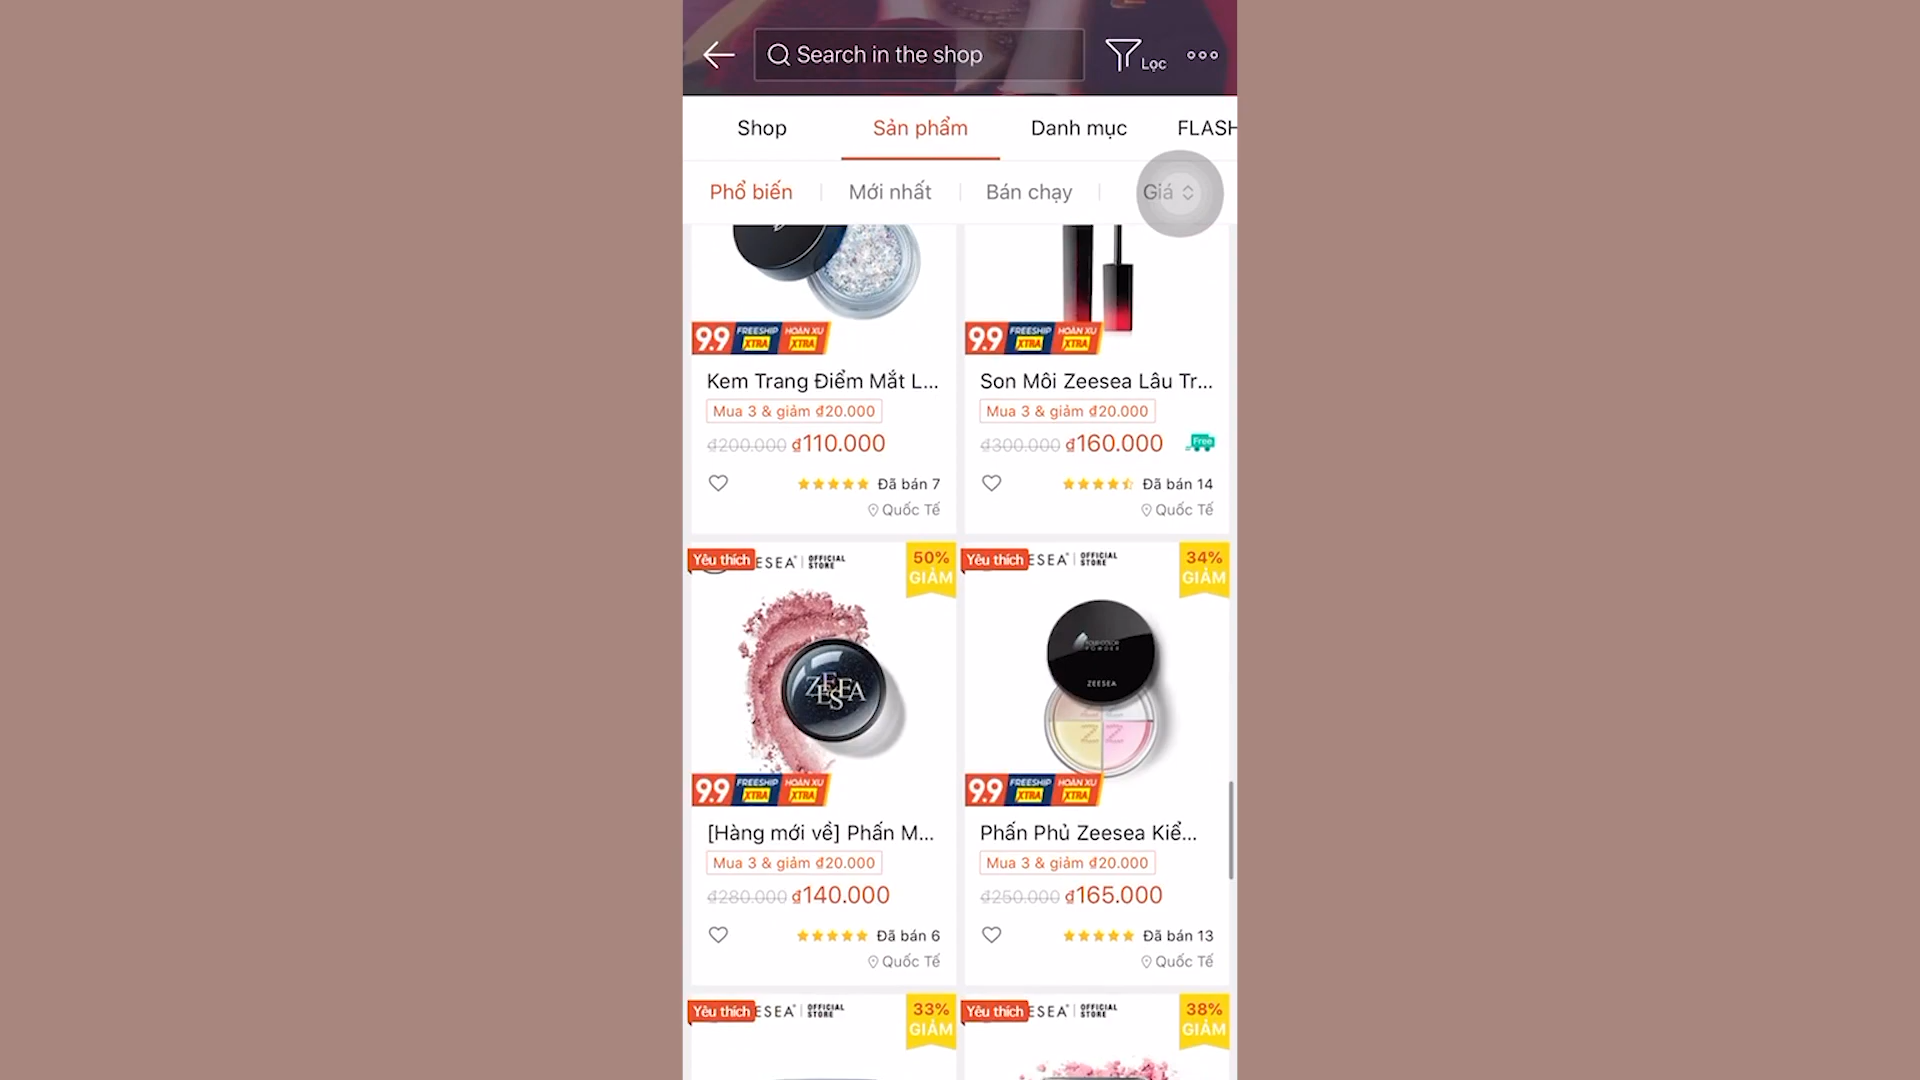 Search in the shop
Lọc
Shop
Sản phẩm
Danh mục
FLASH
Phổ biến
Mới nhất
Bán chạy
Giá
9.9 FREESHIP XTRA HOÀN XU XTRA
9.9 FREESHIP XTRA HOÀN XU XTRA
Kem Trang Điểm Mắt L...
Mua 3 & giảm ₫20.000
₫200.000 ₫110.000
Đã bán 7
Quốc Tế
Son Môi Zeesea Lâu Tr...
Mua 3 & giảm ₫20.000
₫300.000 ₫160.000
Free
Đã bán 14
Quốc Tế
Yêu thích
ESEA OFFICIAL STORE
50% GIẢM
ZEESEA
9.9 FREESHIP XTRA HOÀN XU XTRA
[Hàng mới về] Phấn M...
Mua 3 & giảm ₫20.000
₫280.000 ₫140.000
Đã bán 6
Quốc Tế
Yêu thích
ESEA OFFICIAL STORE
34% GIẢM
POWDER
ZEESEA
9.9 FREESHIP XTRA HOÀN XU XTRA
Phấn Phủ Zeesea Kiể...
Mua 3 & giảm ₫20.000
₫250.000 ₫165.000
Đã bán 13
Quốc Tế
Yêu thích
ESEA OFFICIAL STORE
33% GIẢM
Yêu thích
ESEA OFFICIAL STORE
38% GIẢM